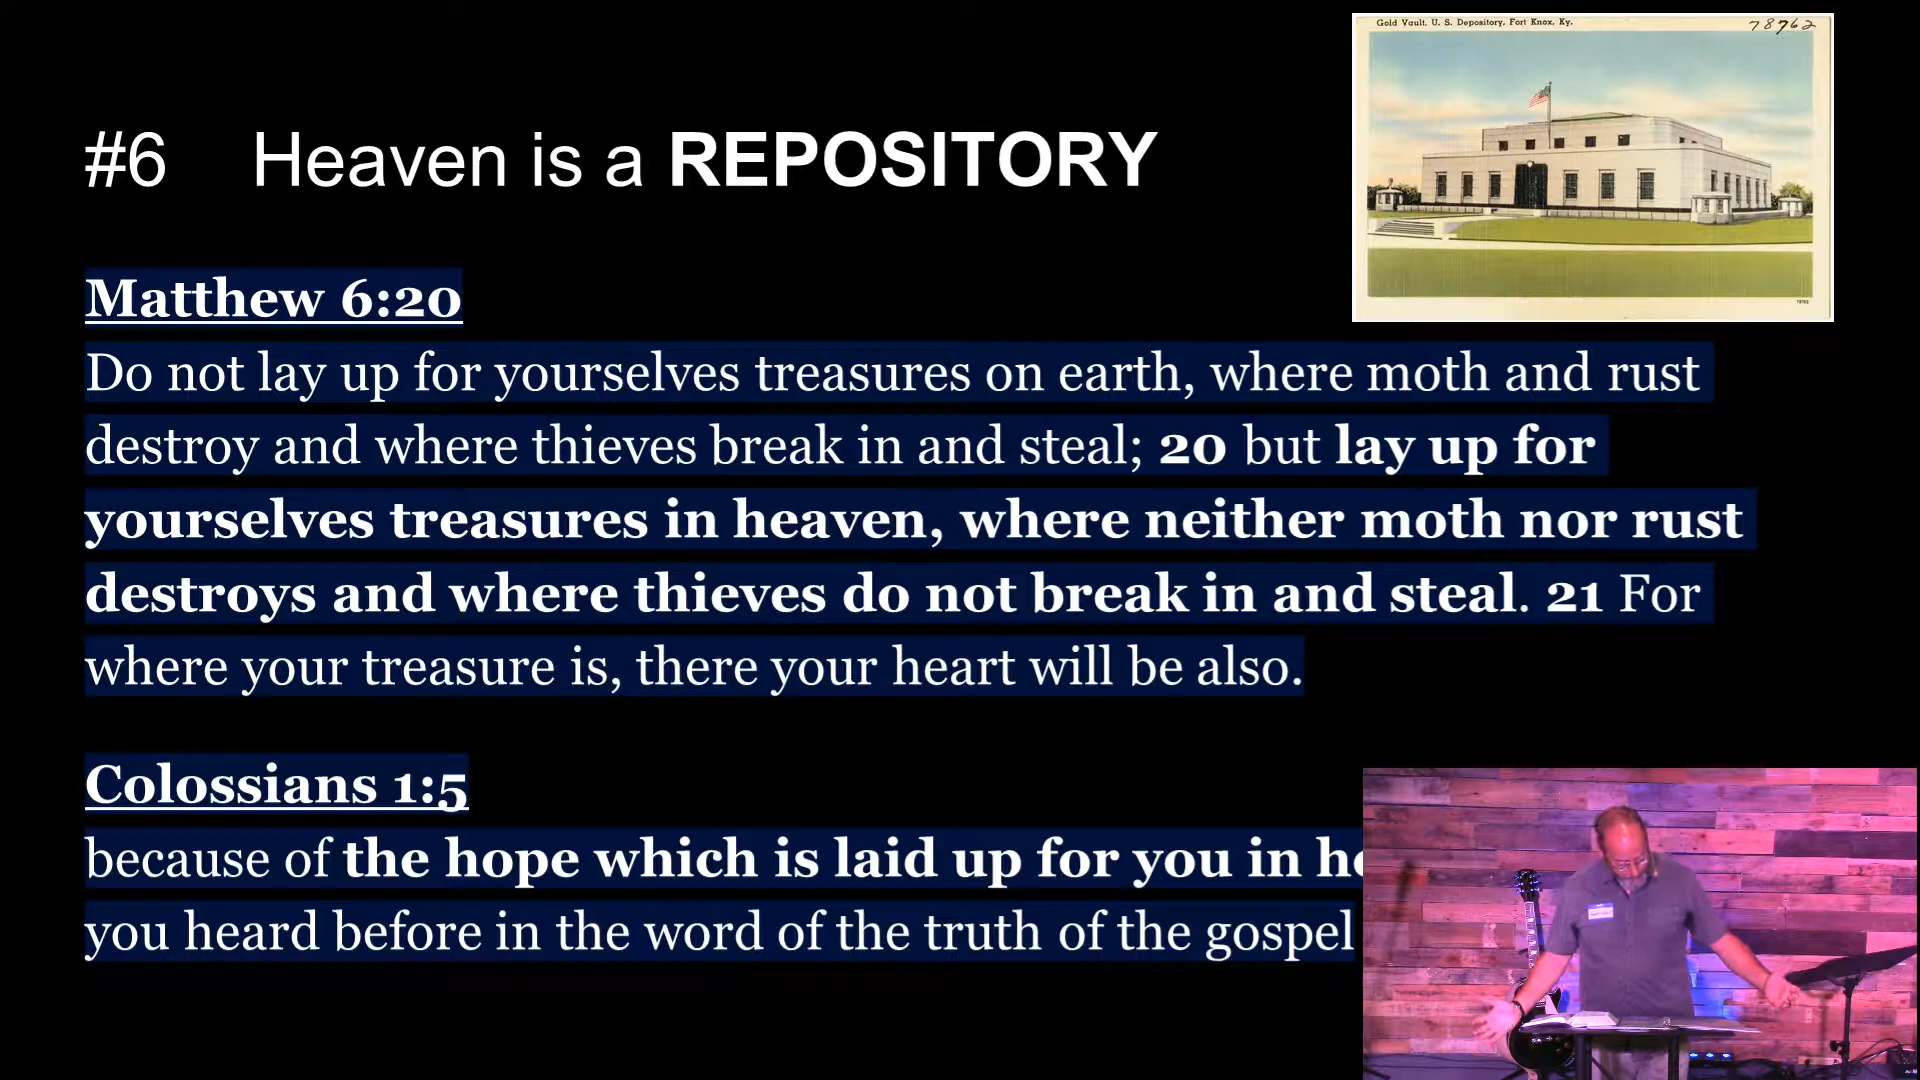 Gold Vault, U. S. Depository, Fort Knox, Ky.
78762
#6 Heaven is a REPOSITORY
Matthew 6:20
Do not lay up for yourselves treasures on earth, where moth and rust
destroy and where thieves break in and steal; 20 but lay up for
yourselves treasures in heaven, where neither moth nor rust
destroys and where thieves do not break in and steal. 21 For
where your treasure is, there your heart will be also.
Colossians 1:5
because of the hope which is laid up for you in he
you heard before in the word of the truth of the gospel